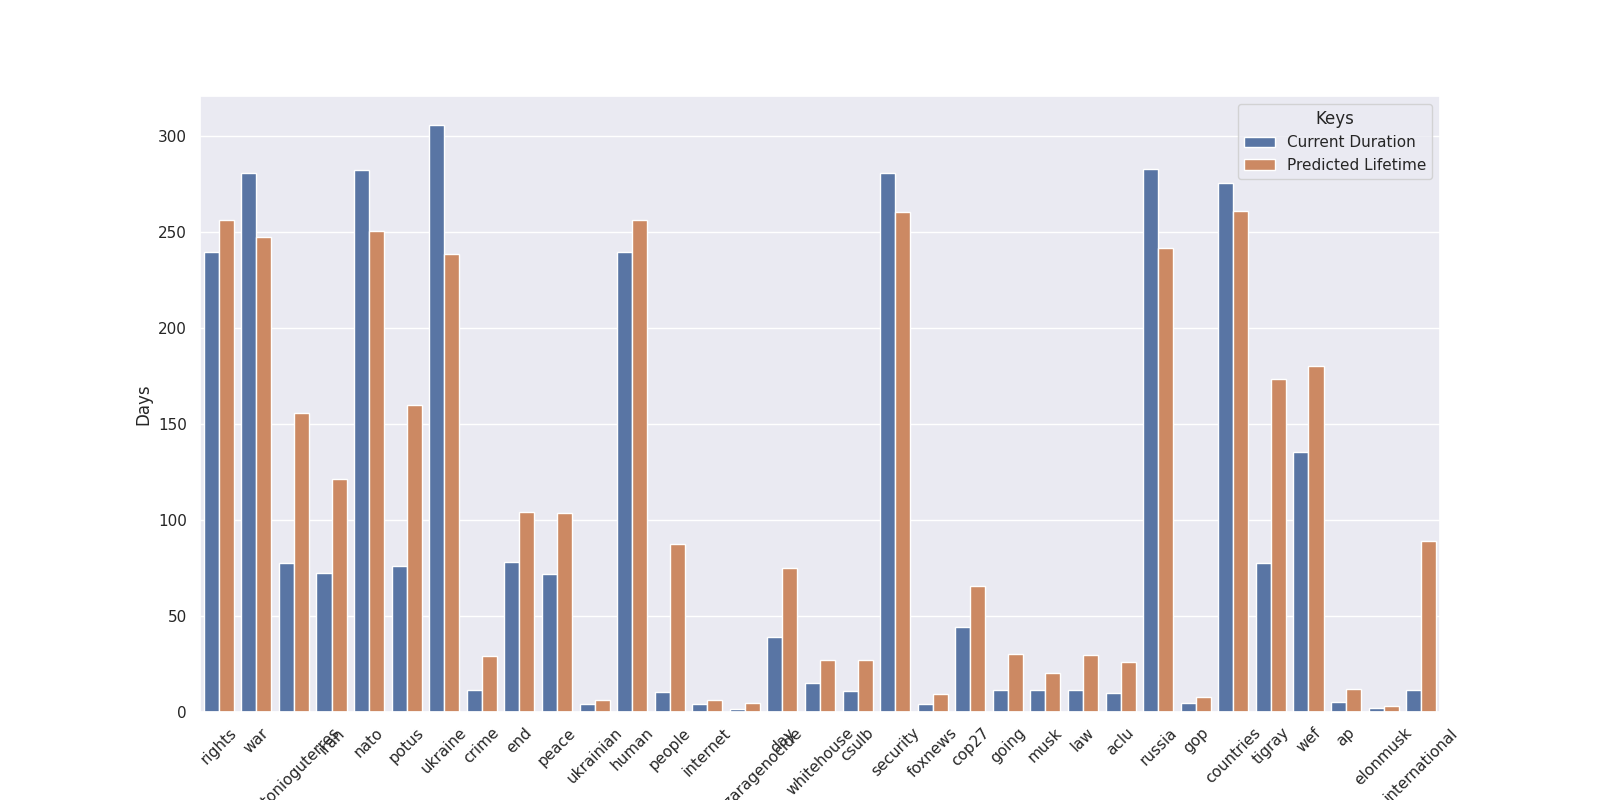 Keys
Current Duration
Predicted Lifetime
Days
300
250
200
150
100
50
0
rights
war
iran
nato
potus
ukraine
crime
end
peace
ukrainian
human
people
internet
day
whitehouse
csulb
security
foxnews
cop27
going
musk
law
aclu
russia
gop
countries
tigray
wef
ap
elonmusk
international